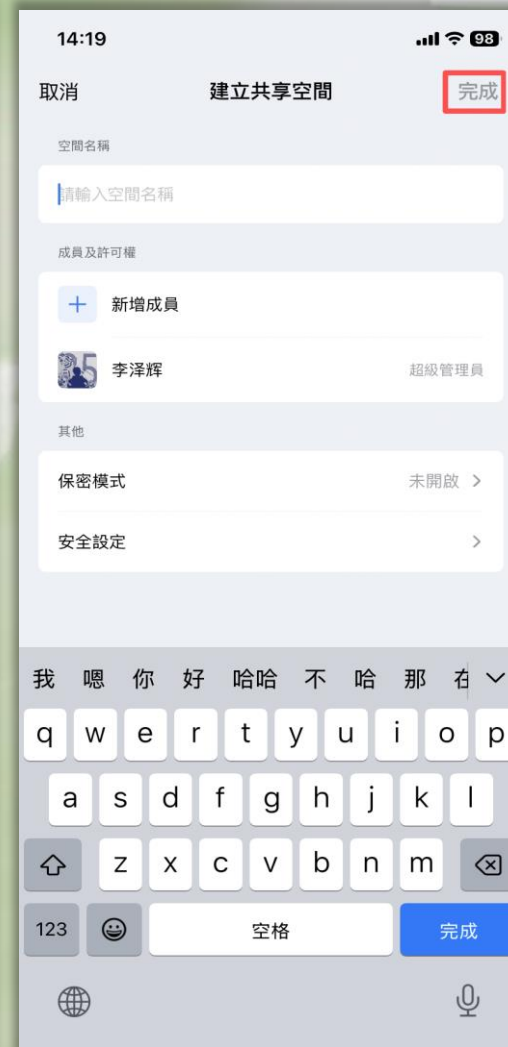 14:19 98
取消 建立共享空間 完成
空間名稱
請輸入空間名稱
成員及許可權
新增成員
李泽辉 超級管理員
其他
保密模式 未開啟
安全設定
我 嗯 你 好 哈哈 不 哈 那 在
q w e r t y u i o p
a s d f g h j k l
z x c v b n m
123 空格 完成